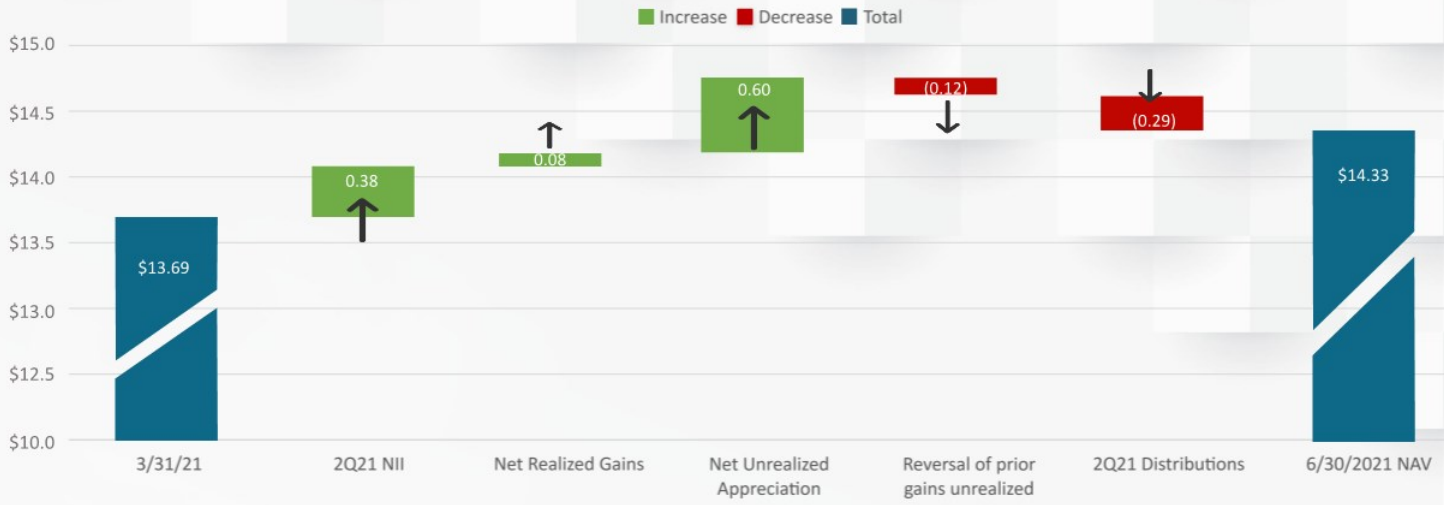 Increase Decrease Total
$15.0
$14.5
$14.0
$13.5
$13.0
$12.5
$10.0
$13.69
0.38
0.08
0.60
(0.12)
(0.29)
$14.33
3/31/21
2Q21 NII
Net Realized Gains
Net Unrealized
Appreciation
Reversal of prior
gains unrealized
2Q21 Distributions
6/30/2021 NAV